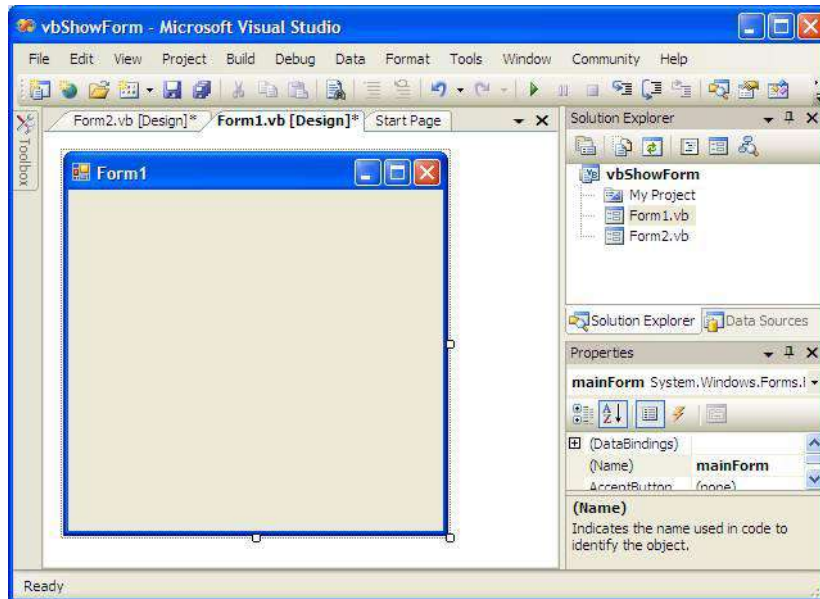 vbShowForm - Microsoft Visual Studio
File Edit View Project Build Debug Data Format Tools Window Community Help
Form2.vb [Design]* Form1.vb [Design]* Start Page
Toolbox
Form1
Solution Explorer
vbShowForm
My Project
Form1.vb
Form2.vb
Solution Explorer Data Sources
Properties
mainForm System.Windows.Forms.
(DataBindings)
(Name) mainForm
AcceptButton (none)
(Name)
Indicates the name used in code to
identify the object.
Ready